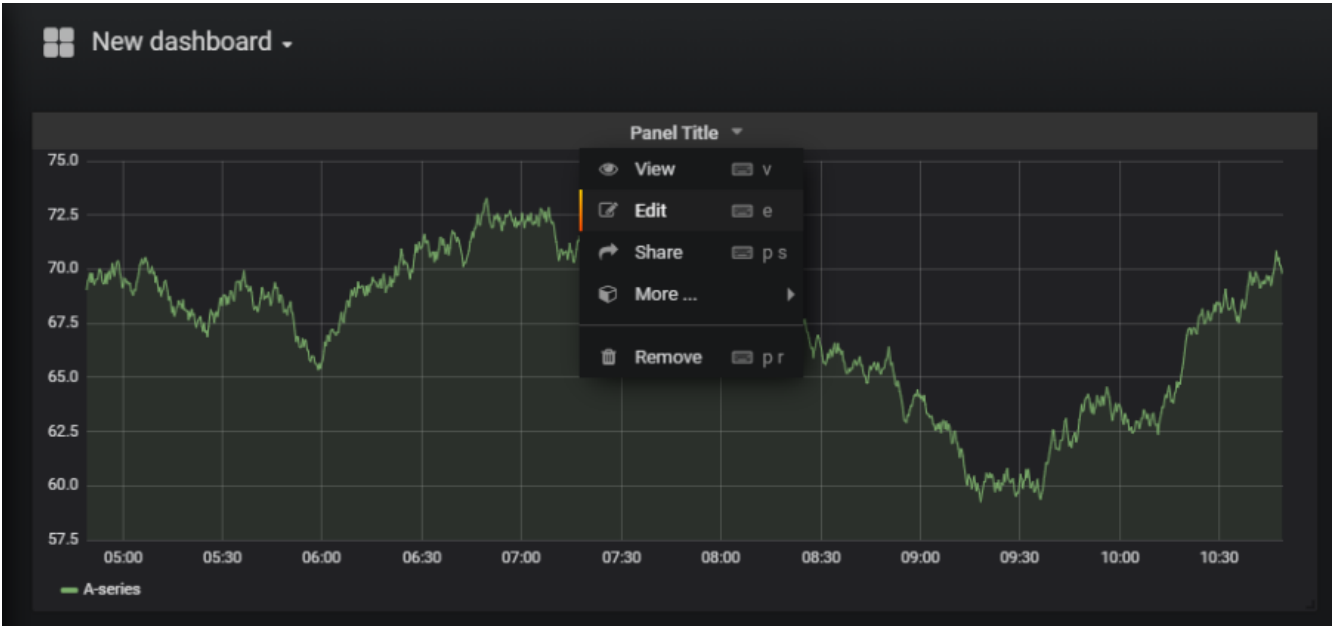 New dashboard
Panel Title
75.0
72.5
70.0
67.5
65.0
62.5
60.0
57.5
View v
Edit e
Share p s
More ...
Remove p r
05:00 05:30 06:00 06:30 07:00 07:30 08:00 08:30 09:00 09:30 10:00 10:30
A-series